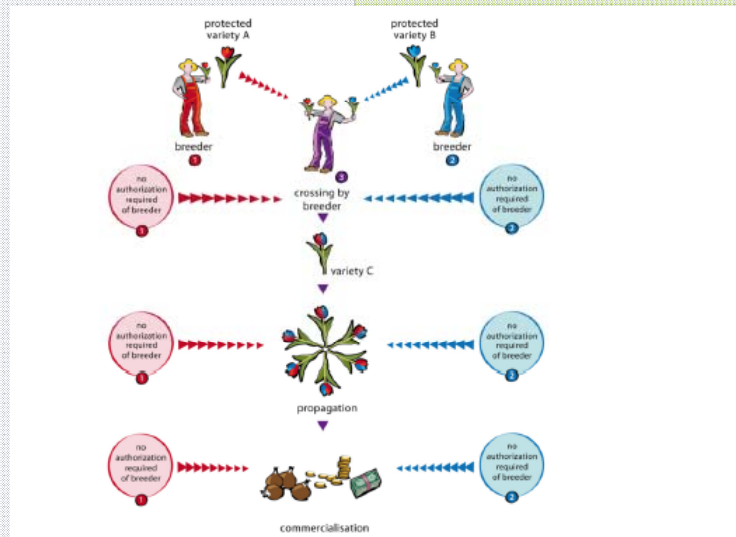 protected
variety A
protected
variety B
breeder
1
breeder
2
3
crossing by
breeder
no
authorization
required
of breeder
1
no
authorization
required
of breeder
2
variety C
no
authorization
required
of breeder
1
no
authorization
required
of breeder
2
propagation
no
authorization
required
of breeder
1
no
authorization
required
of breeder
2
commercialisation